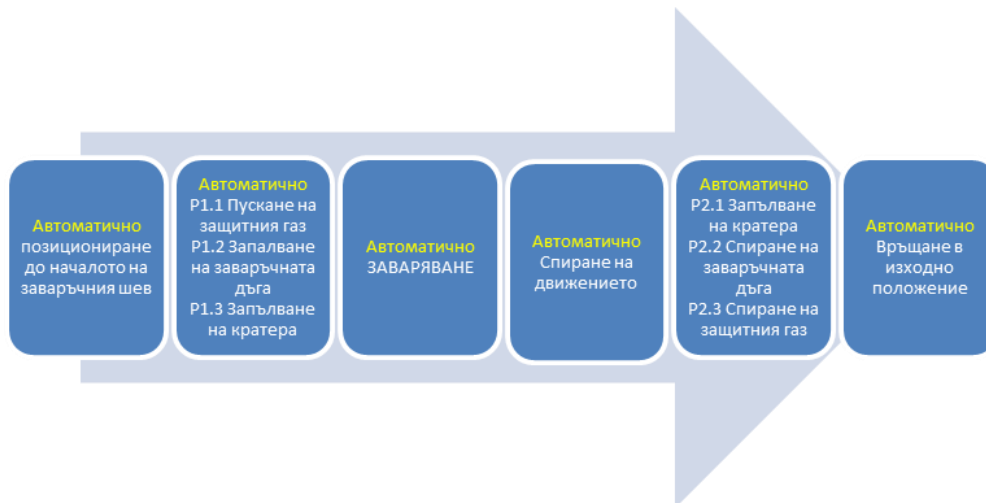 Автоматично
позициониране
до началото на
заваръчния шев
Автоматично
P1.1 Пускане на
защитния газ
P1.2 Запалване
на заваръчната
дъга
P1.3 Запълване
на кратера
Автоматично
ЗАВАРЯВАНЕ
Автоматично
Спиране на
движението
Автоматично
P2.1 Запълване
на кратера
P2.2 Спиране на
заваръчната
дъга
P2.3 Спиране на
защитния газ
Автоматично
Връщане в
изходно
положение